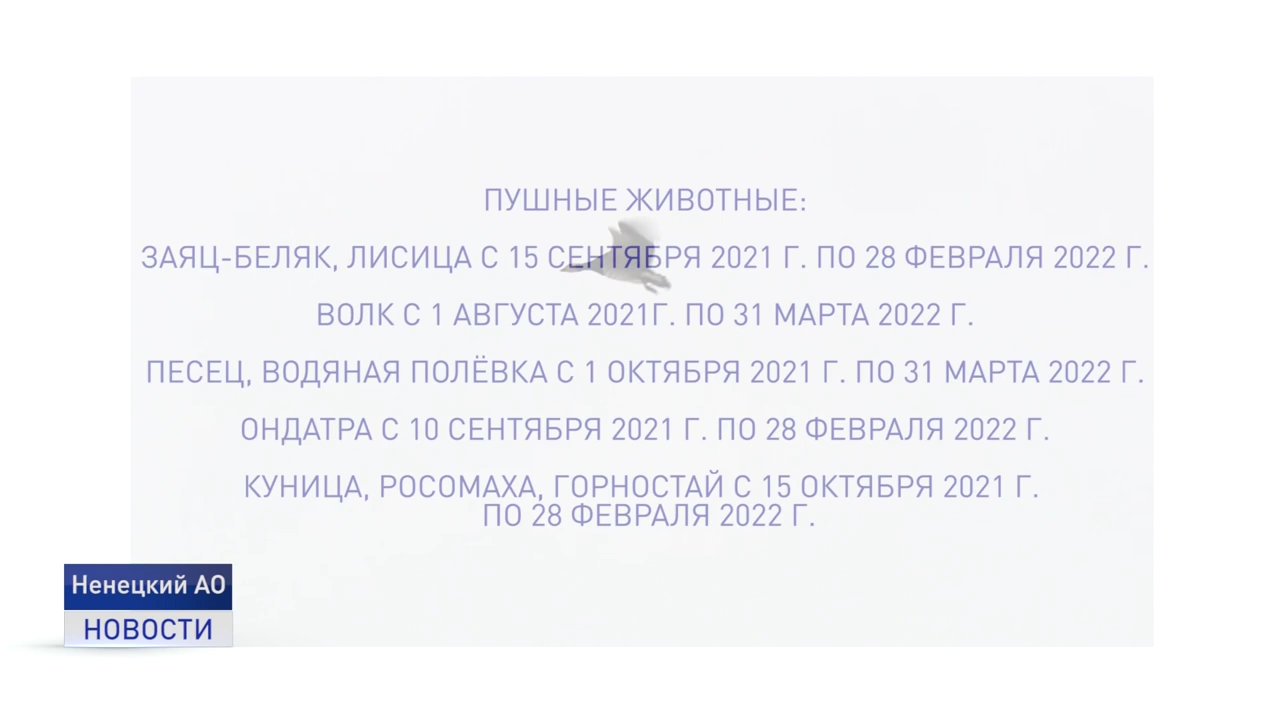 ПУШНЫЕ ЖИВОТНЫЕ:
ЗАЯЦ-БЕЛЯК, ЛИСИЦА С 15 СЕНТЯБРЯ 2021 Г. ПО 28 ФЕВРАЛЯ 2022 Г.
ВОЛК С 1 АВГУСТА 2021Г. ПО 31 МАРТА 2022 Г.
ПЕСЕЦ, ВОДЯНАЯ ПОЛЁВКА С 1 ОКТЯБРЯ 2021 Г. ПО 31 МАРТА 2022 Г.
ОНДАТРА С 10 СЕНТЯБРЯ 2021 Г. ПО 28 ФЕВРАЛЯ 2022 Г.
КУНИЦА, РОСОМАХА, ГОРНОСТАЙ С 15 ОКТЯБРЯ 2021 Г.
ПО 28 ФЕВРАЛЯ 2022 Г.
Ненецкий АО
НОВОСТИ